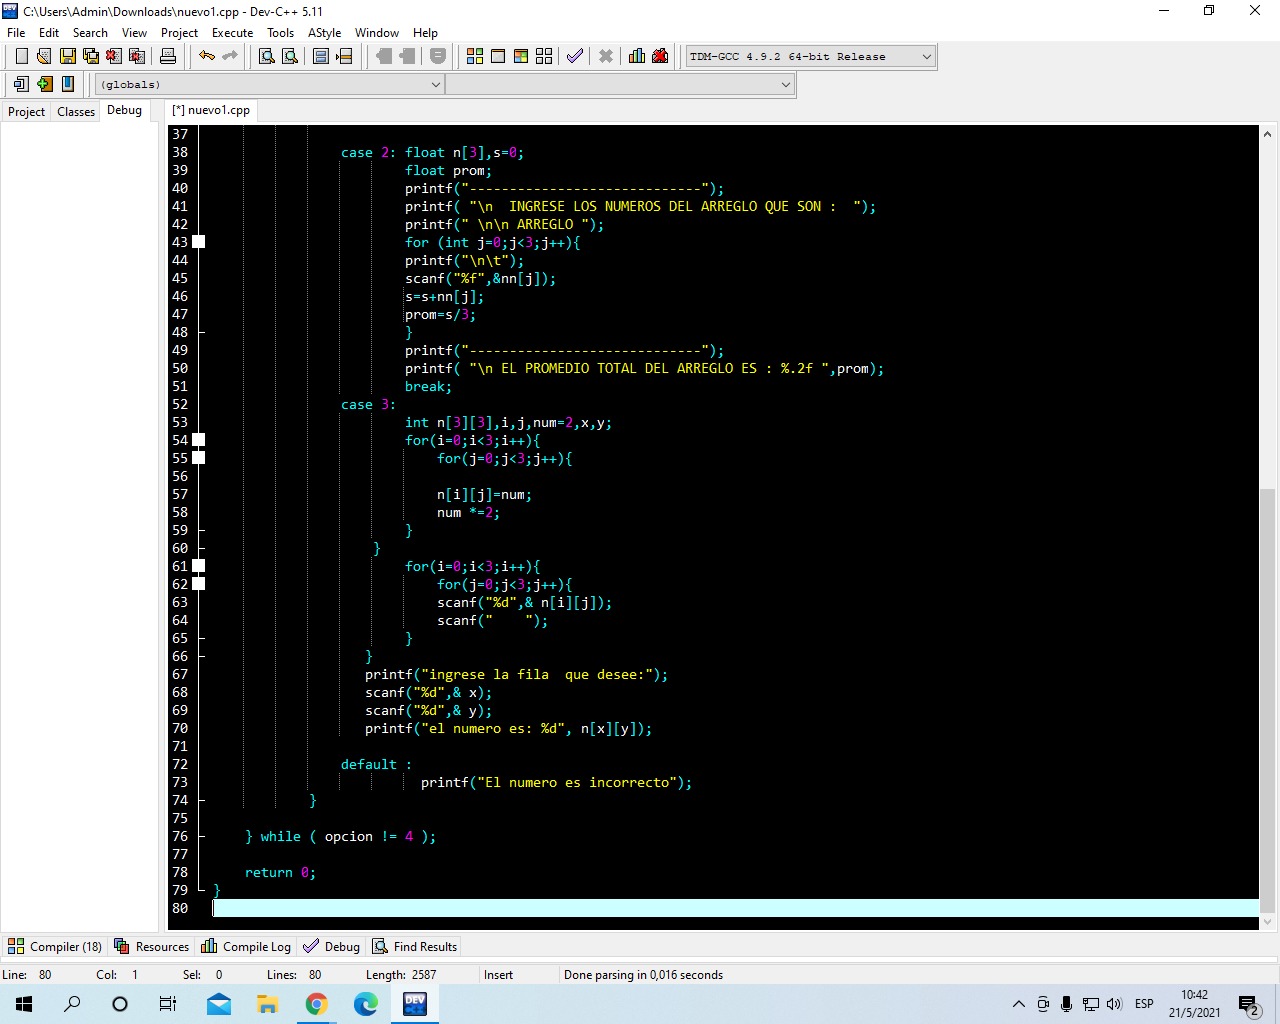 C:\Users\Admin\Downloads\nuevo1.cpp - Dev-C++ 5.11
File Edit Search View Project Execute Tools AStyle Window Help
TDM-GCC 4.9.2 64-bit Release
(globals)
Project Classes Debug
[*] nuevo1.cpp
37
38 case 2: float n[3],s=0;
39 float prom;
40 printf("-----------------------------");
41 printf( "\n  INGRESE LOS NUMEROS DEL ARREGLO QUE SON :  ");
42 printf(" \n\n ARREGLO ");
43 for (int j=0;j<3;j++){
44 printf("\n\t");
45 scanf("%f",&nn[j]);
46 s=s+nn[j];
47 prom=s/3;
48 }
49 printf("-----------------------------");
50 printf( "\n EL PROMEDIO TOTAL DEL ARREGLO ES : %.2f ",prom);
51 break;
52 case 3:
53 int n[3][3],i,j,num=2,x,y;
54 for(i=0;i<3;i++){
55 for(j=0;j<3;j++){
56
57 n[i][j]=num;
58 num *=2;
59 }
60 }
61 for(i=0;i<3;i++){
62 for(j=0;j<3;j++){
63 scanf("%d",& n[i][j]);
64 scanf("    ");
65 }
66 }
67 printf("ingrese la fila  que desee:");
68 scanf("%d",& x);
69 scanf("%d",& y);
70 printf("el numero es: %d", n[x][y]);
71
72 default :
73 printf("El numero es incorrecto");
74 }
75
76 } while ( opcion != 4 );
77
78 return 0;
79 }
80
Compiler (18) Resources Compile Log Debug Find Results
Line: 80 Col: 1 Sel: 0 Lines: 80 Length: 2587 Insert Done parsing in 0,016 seconds
DEV C++
ESP
10:42
21/5/2021
2